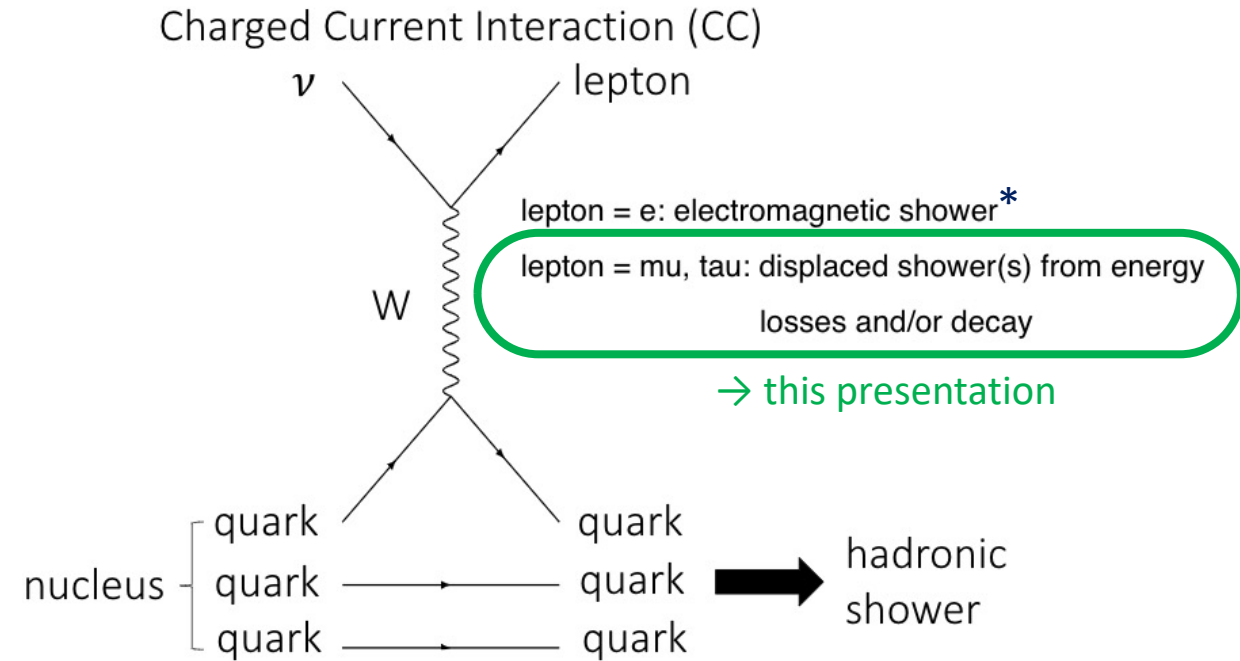 Charged Current Interaction (CC)
ν
lepton
lepton = e: electromagnetic shower*
lepton = mu, tau: displaced shower(s) from energy
losses and/or decay
W
→ this presentation
quark
quark
nucleus
quark
quark
hadronic
shower
quark
quark